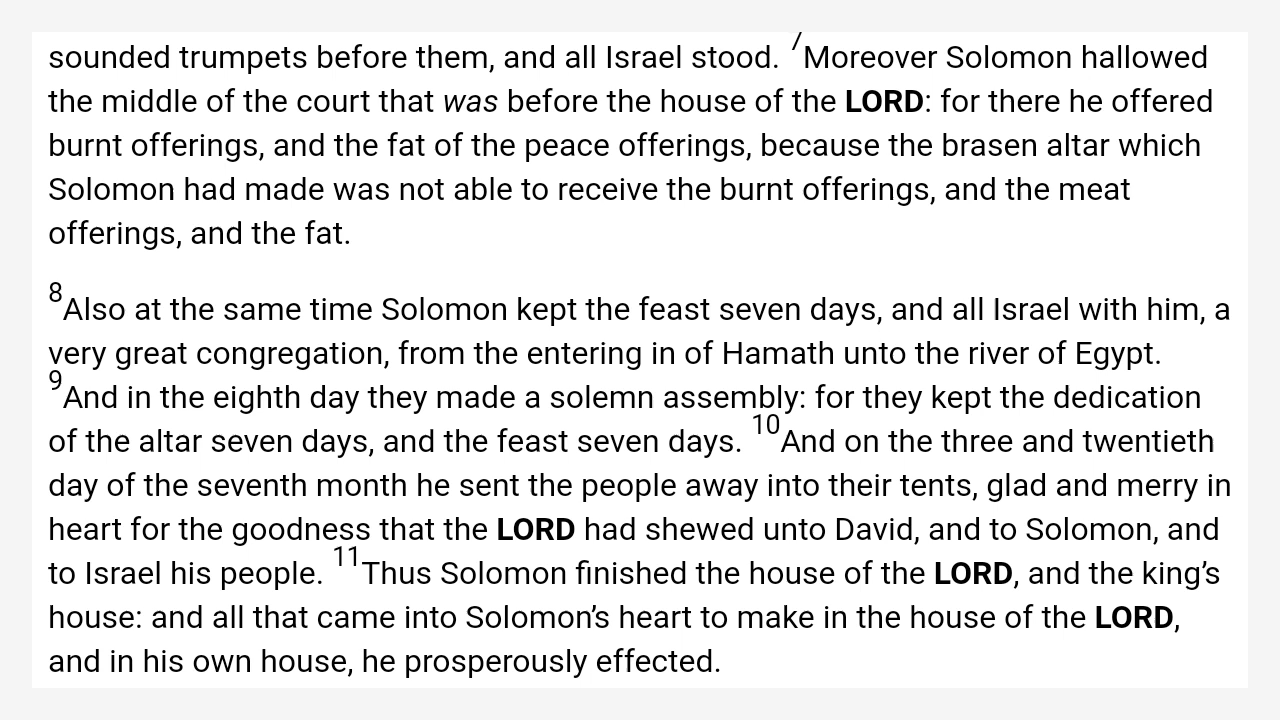 sounded trumpets before them, and all Israel stood. 7Moreover Solomon hallowed
the middle of the court that was before the house of the LORD: for there he offered
burnt offerings, and the fat of the peace offerings, because the brasen altar which
Solomon had made was not able to receive the burnt offerings, and the meat
offerings, and the fat.
8Also at the same time Solomon kept the feast seven days, and all Israel with him, a
very great congregation, from the entering in of Hamath unto the river of Egypt.
9And in the eighth day they made a solemn assembly: for they kept the dedication
of the altar seven days, and the feast seven days. 10And on the three and twentieth
day of the seventh month he sent the people away into their tents, glad and merry in
heart for the goodness that the LORD had shewed unto David, and to Solomon, and
to Israel his people. 11Thus Solomon finished the house of the LORD, and the king’s
house: and all that came into Solomon’s heart to make in the house of the LORD,
and in his own house, he prosperously effected.